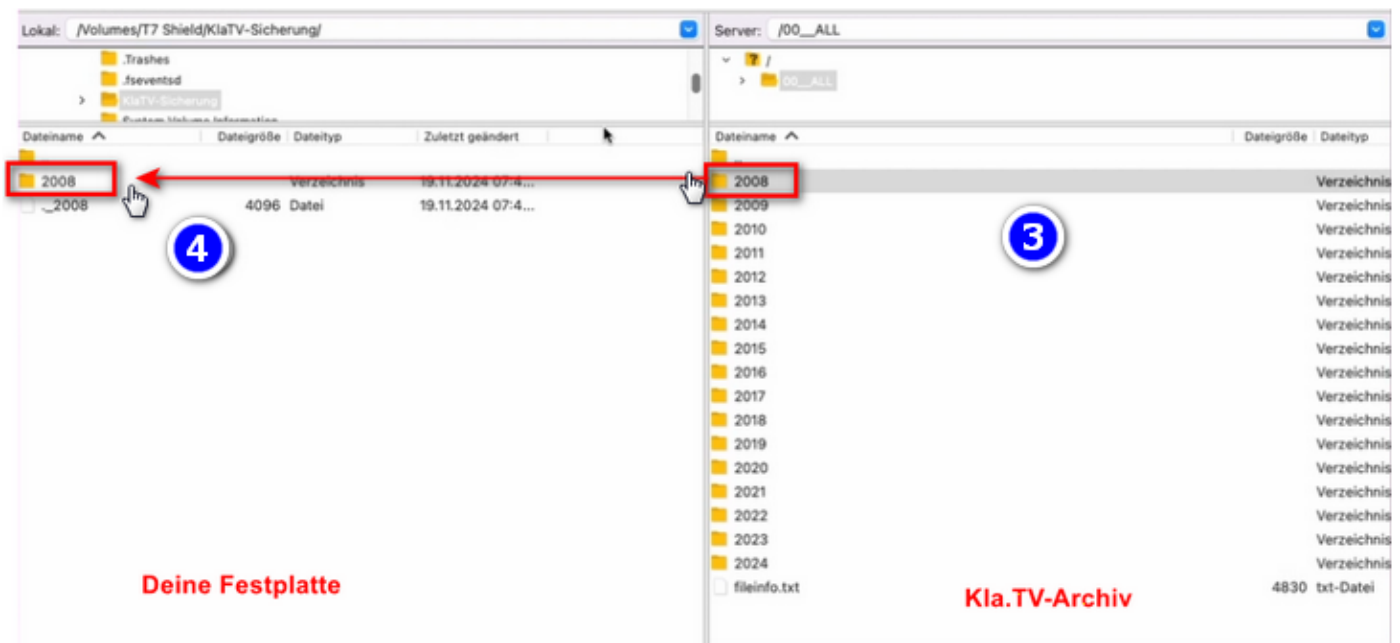 Lokal: /Volumes/T7 Shield/KlaTV-Sicherung/
.Trashes
.fseventsd
KlaTV-Sicherung
System Volume Information
Dateiname Dateigröße Dateityp Zuletzt geändert
..
2008 Verzeichnis 19.11.2024 07:4...
._2008 4096 Datei 19.11.2024 07:4...
4
Deine Festplatte
Server: /00__ALL
/
00__ALL
Dateiname Dateigröße Dateityp
..
2008 Verzeichnis
2009 Verzeichnis
2010 Verzeichnis
2011 Verzeichnis
2012 Verzeichnis
2013 Verzeichnis
2014 Verzeichnis
2015 Verzeichnis
2016 Verzeichnis
2017 Verzeichnis
2018 Verzeichnis
2019 Verzeichnis
2020 Verzeichnis
2021 Verzeichnis
2022 Verzeichnis
2023 Verzeichnis
2024 Verzeichnis
fileinfo.txt 4830 txt-Datei
3
Kla.TV-Archiv